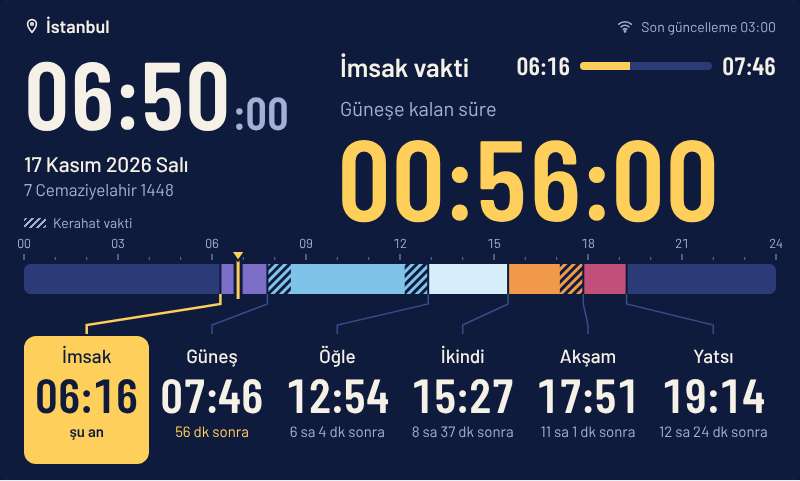 İstanbul
Son güncelleme 03:00
06:50:00
17 Kasım 2026 Salı
7 Cemaziyelahir 1448
İmsak vakti
06:16 07:46
Güneşe kalan süre
00:56:00
Kerahat vakti
00 03 06 09 12 15 18 21 24
İmsak
06:16
şu an
Güneş
07:46
56 dk sonra
Öğle
12:54
6 sa 4 dk sonra
İkindi
15:27
8 sa 37 dk sonra
Akşam
17:51
11 sa 1 dk sonra
Yatsı
19:14
12 sa 24 dk sonra